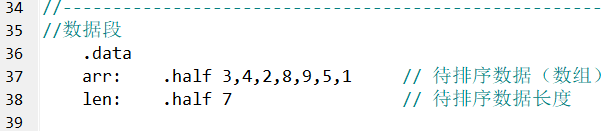 34 //------------------------------------------------------
35 //数据段
36 .data
37 arr: .half 3,4,2,8,9,5,1 // 待排序数据（数组）
38 len: .half 7 // 待排序数据长度
39